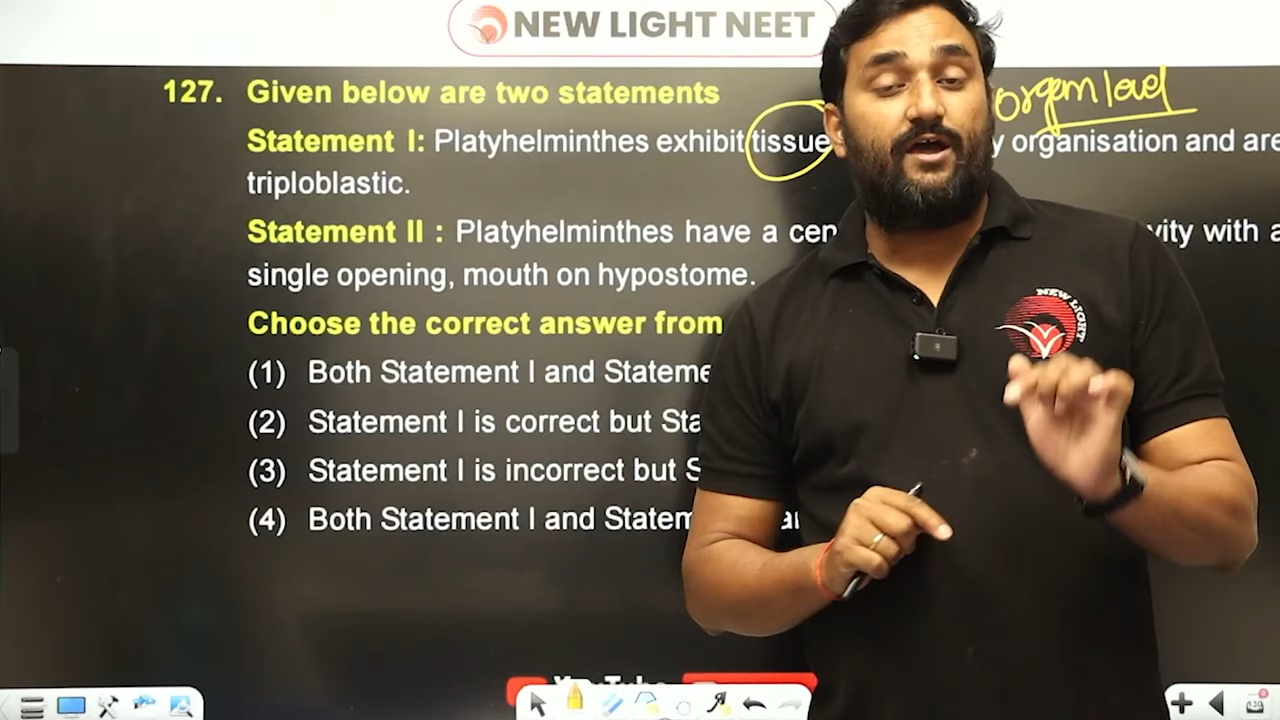 NEW LIGHT NEET
127. Given below are two statements
organ level
Statement I: Platyhelminthes exhibit tissue y organisation and are
triploblastic.
Statement II : Platyhelminthes have a cen vity with a
single opening, mouth on hypostome.
Choose the correct answer from
(1) Both Statement I and Stateme
(2) Statement I is correct but Sta
(3) Statement I is incorrect but S
(4) Both Statement I and Statem ar
NEW LIGHT